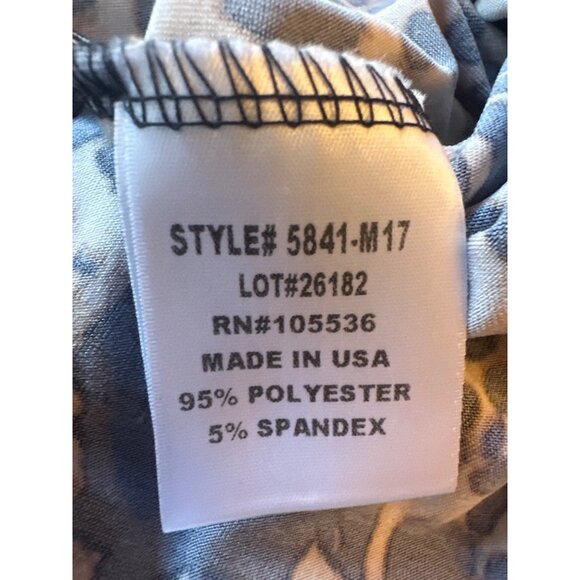 STYLE# 5841-M17
LOT#26182
RN#105536
MADE IN USA
95% POLYESTER
5% SPANDEX